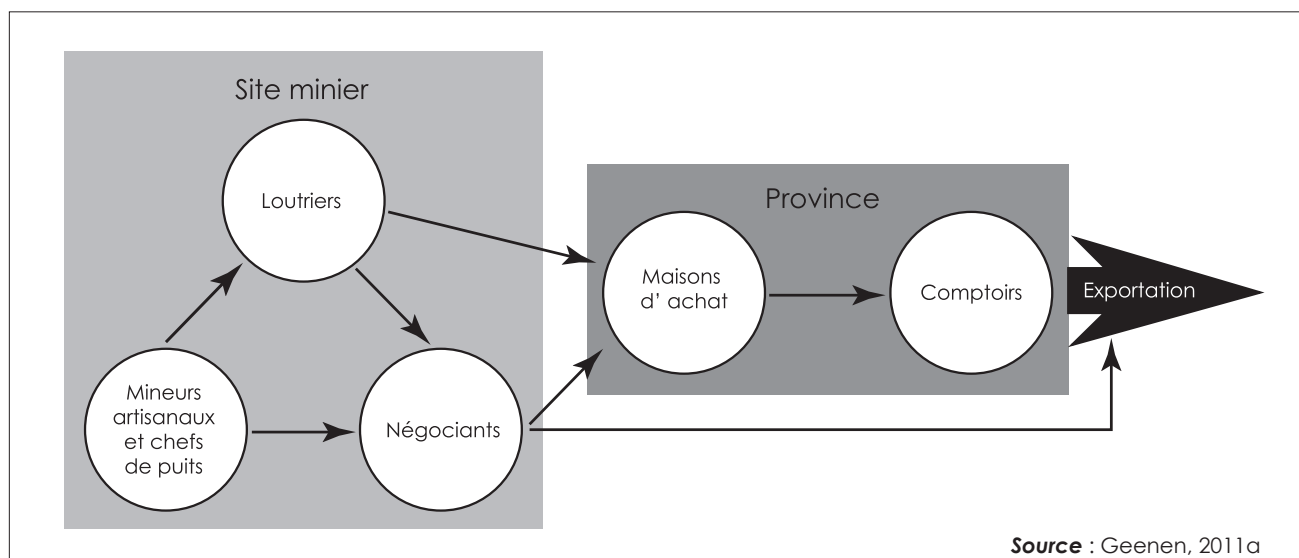 Site minier
Loutriers
Mineurs
artisanaux
et chefs
de puits
Négociants
Province
Maisons
d' achat
Comptoirs
Exportation
Source : Geenen, 2011a